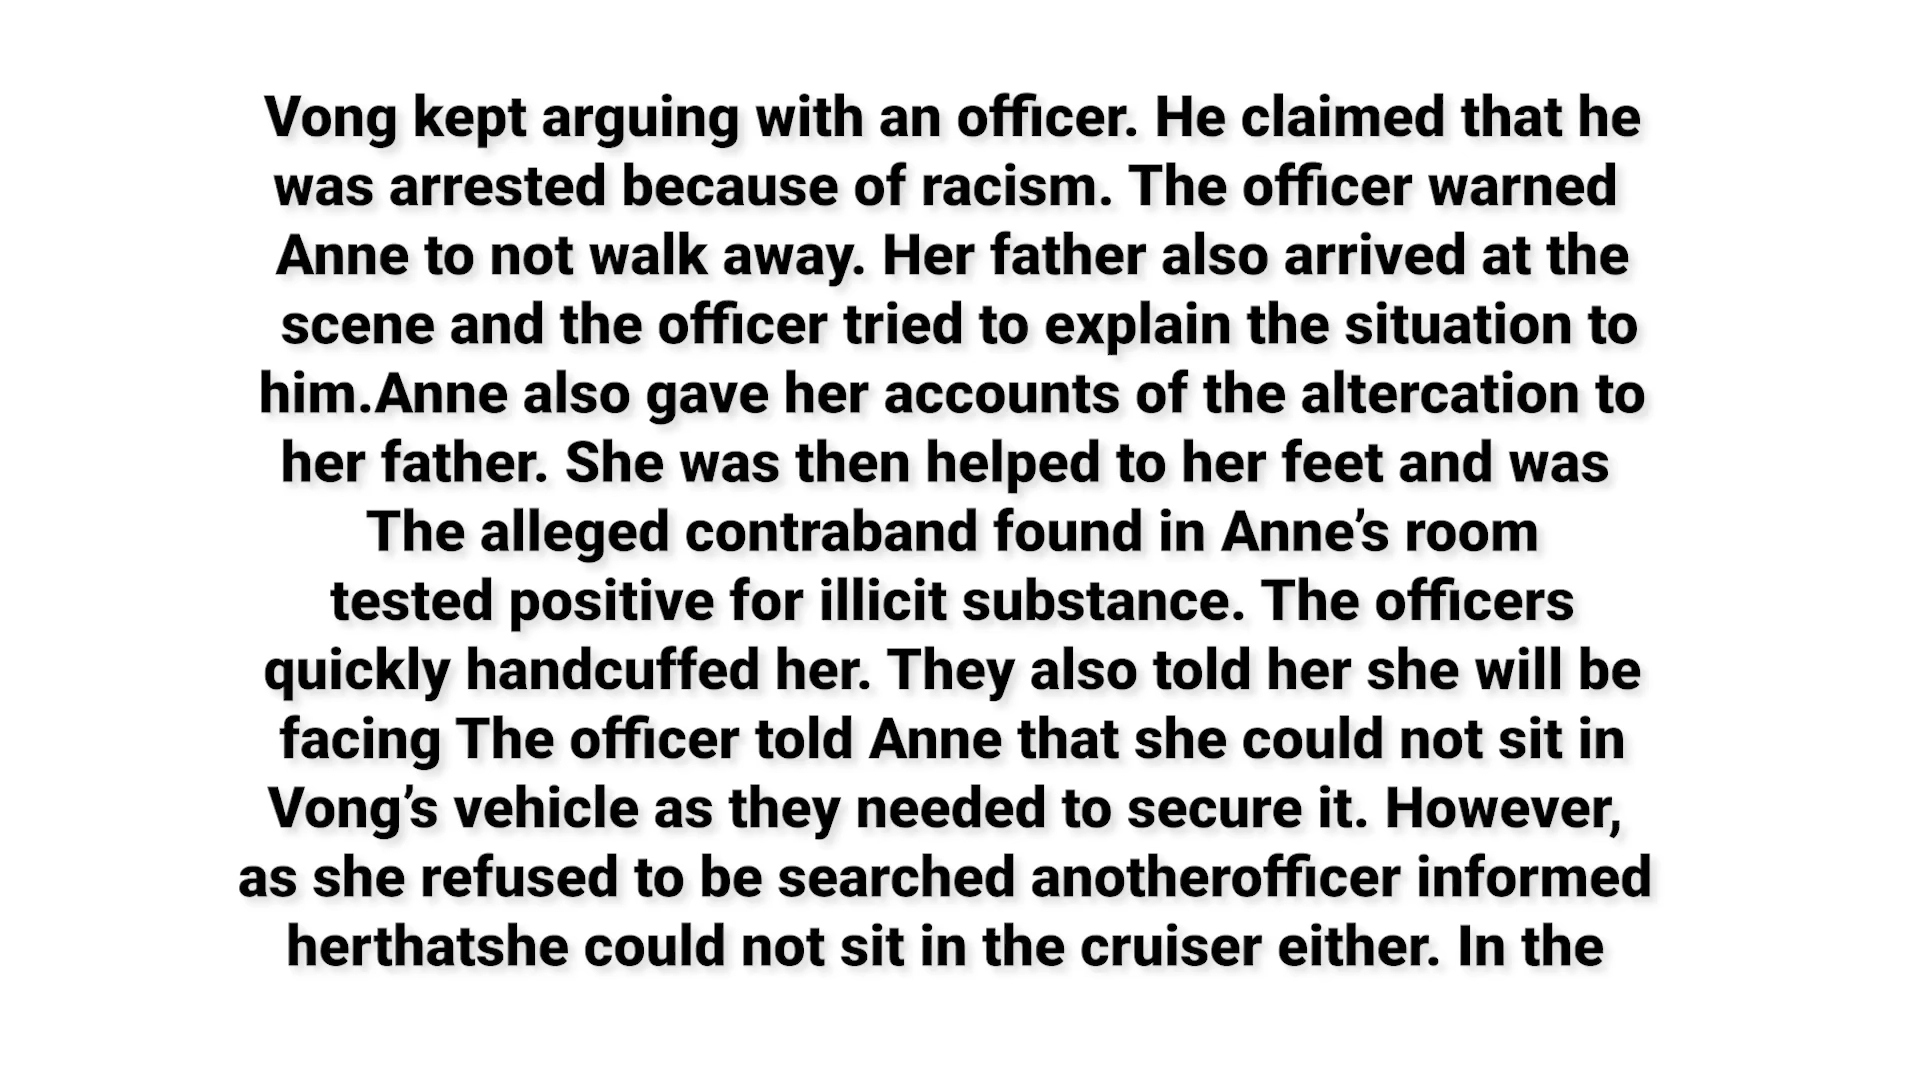 Vong kept arguing with an officer. He claimed that he
was arrested because of racism. The officer warned
Anne to not walk away. Her father also arrived at the
scene and the officer tried to explain the situation to
him.Anne also gave her accounts of the altercation to
her father. She was then helped to her feet and was
The alleged contraband found in Anne’s room
tested positive for illicit substance. The officers
quickly handcuffed her. They also told her she will be
facing The officer told Anne that she could not sit in
Vong’s vehicle as they needed to secure it. However,
as she refused to be searched anotherofficer informed
herthatshe could not sit in the cruiser either. In the